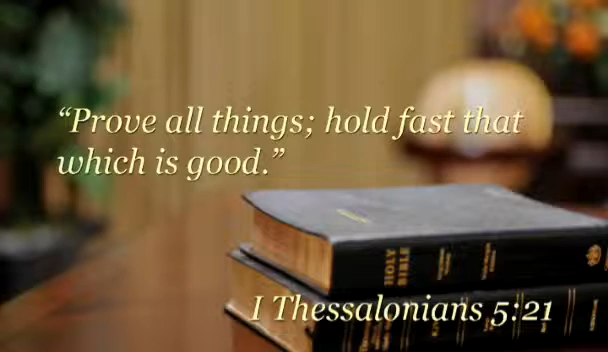 “Prove all things; hold fast that
which is good.”
HOLY
BIBLE
I Thessalonians 5:21